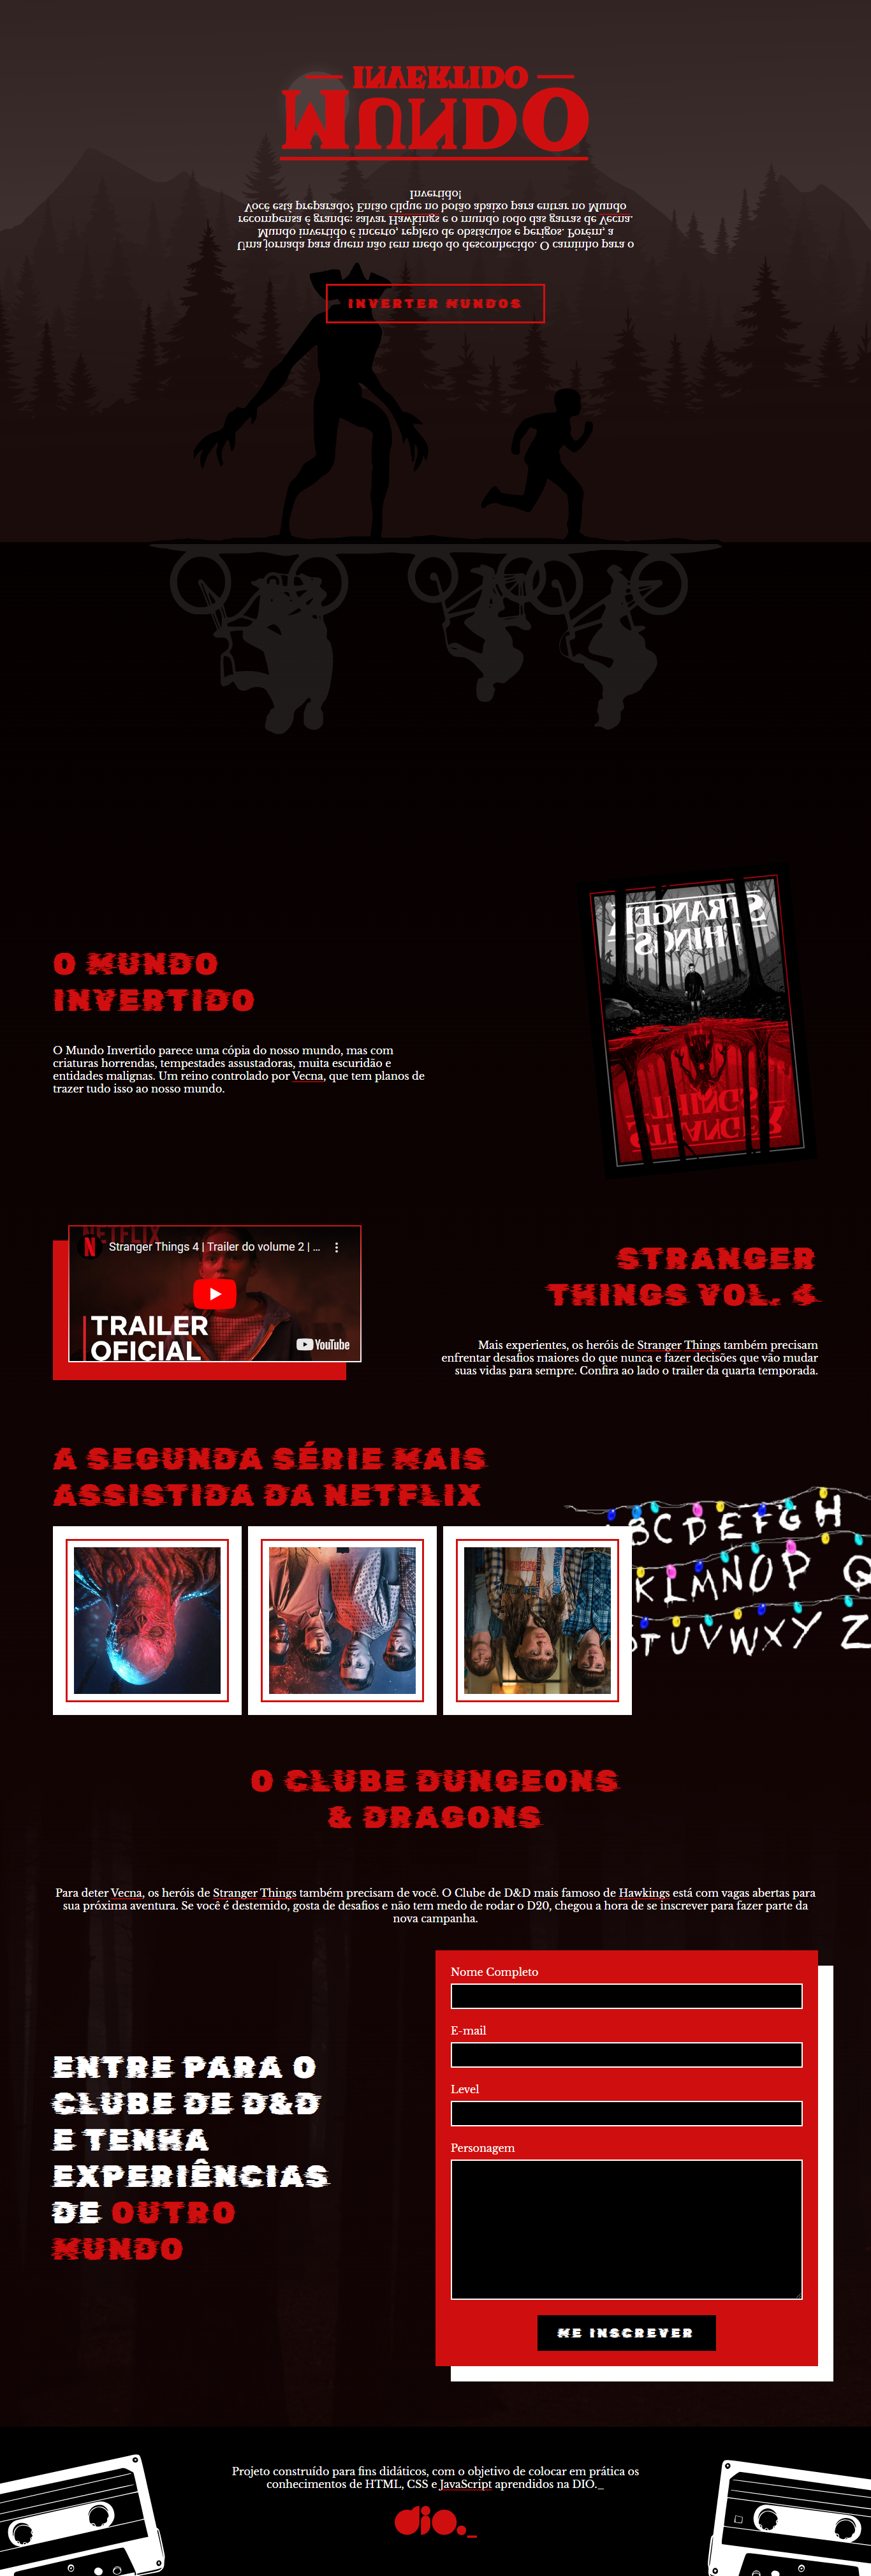 INVERTIDO
MUNDO
Uma jornada para quem não tem medo do desconhecido. O caminho para o
Mundo invertido é incerto, repleto de obstáculos e perigos. Porém, a
recompensa é grande: salvar Hawkings e o mundo todo das garras de Vecna.
Você está preparado? Então clique no botão abaixo para entrar no Mundo
Invertido!
INVERTER MUNDOS
O MUNDO
INVERTIDO
O Mundo Invertido parece uma cópia do nosso mundo, mas com
criaturas horrendas, tempestades assustadoras, muita escuridão e
entidades malignas. Um reino controlado por Vecna, que tem planos de
trazer tudo isso ao nosso mundo.
STRANGER
THINGS
THINGS
STRANGER
NETFLIX
Stranger Things 4 | Trailer do volume 2 | ...
TRAILER
OFICIAL
YouTube
STRANGER
THINGS VOL. 4
Mais experientes, os heróis de Stranger Things também precisam
enfrentar desafios maiores do que nunca e fazer decisões que vão mudar
suas vidas para sempre. Confira ao lado o trailer da quarta temporada.
A SEGUNDA SÉRIE MAIS
ASSISTIDA DA NETFLIX
BCDEFGH
KLMNOP Q
TUVWXY Z
O CLUBE DUNGEONS
& DRAGONS
Para deter Vecna, os heróis de Stranger Things também precisam de você. O Clube de D&D mais famoso de Hawkings está com vagas abertas para
sua próxima aventura. Se você é destemido, gosta de desafios e não tem medo de rodar o D20, chegou a hora de se inscrever para fazer parte da
nova campanha.
ENTRE PARA O
CLUBE DE D&D
E TENHA
EXPERIÊNCIAS
DE OUTRO
MUNDO
Nome Completo
E-mail
Level
Personagem
ME INSCREVER
Projeto construído para fins didáticos, com o objetivo de colocar em prática os
conhecimentos de HTML, CSS e JavaScript aprendidos na DIO._
dio._